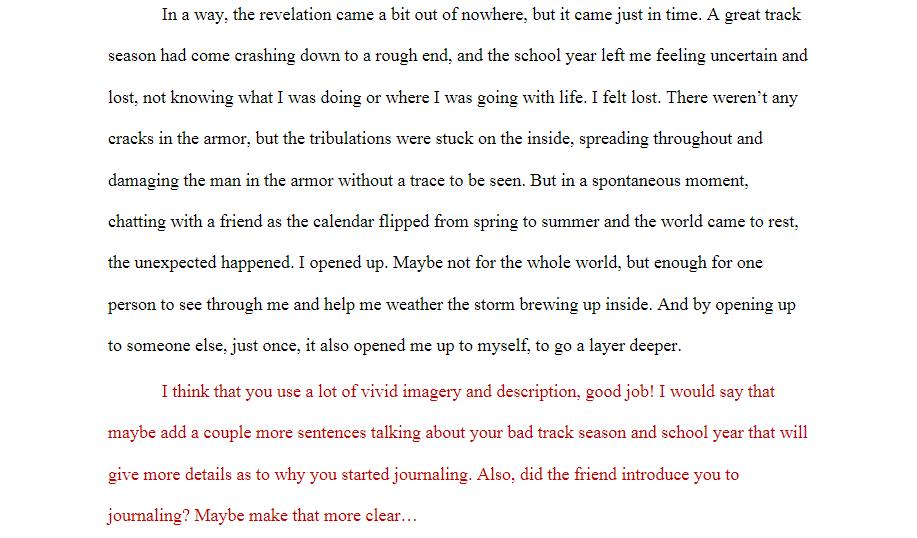 In a way, the revelation came a bit out of nowhere, but it came just in time. A great track
season had come crashing down to a rough end, and the school year left me feeling uncertain and
lost, not knowing what I was doing or where I was going with life. I felt lost. There weren’t any
cracks in the armor, but the tribulations were stuck on the inside, spreading throughout and
damaging the man in the armor without a trace to be seen. But in a spontaneous moment,
chatting with a friend as the calendar flipped from spring to summer and the world came to rest,
the unexpected happened. I opened up. Maybe not for the whole world, but enough for one
person to see through me and help me weather the storm brewing up inside. And by opening up
to someone else, just once, it also opened me up to myself, to go a layer deeper.
I think that you use a lot of vivid imagery and description, good job! I would say that
maybe add a couple more sentences talking about your bad track season and school year that will
give more details as to why you started journaling. Also, did the friend introduce you to
journaling? Maybe make that more clear…